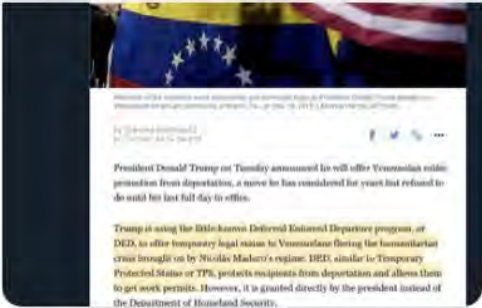 President Donald Trump on Tuesday announced he will offer Venezuelan exiles
protection from deportation, a move he has considered for years but refused to
do until his last full day in office.
Trump is using the little-known Deferred Enforced Departure program, or
DED, to offer temporary legal status to Venezuelans fleeing the humanitarian
crisis brought on by Nicolás Maduro's regime. DED, similar to Temporary
Protected Status or TPS, protects recipients from deportation and allows them
to get work permits. However, it is granted directly by the president instead of
the Department of Homeland Security.